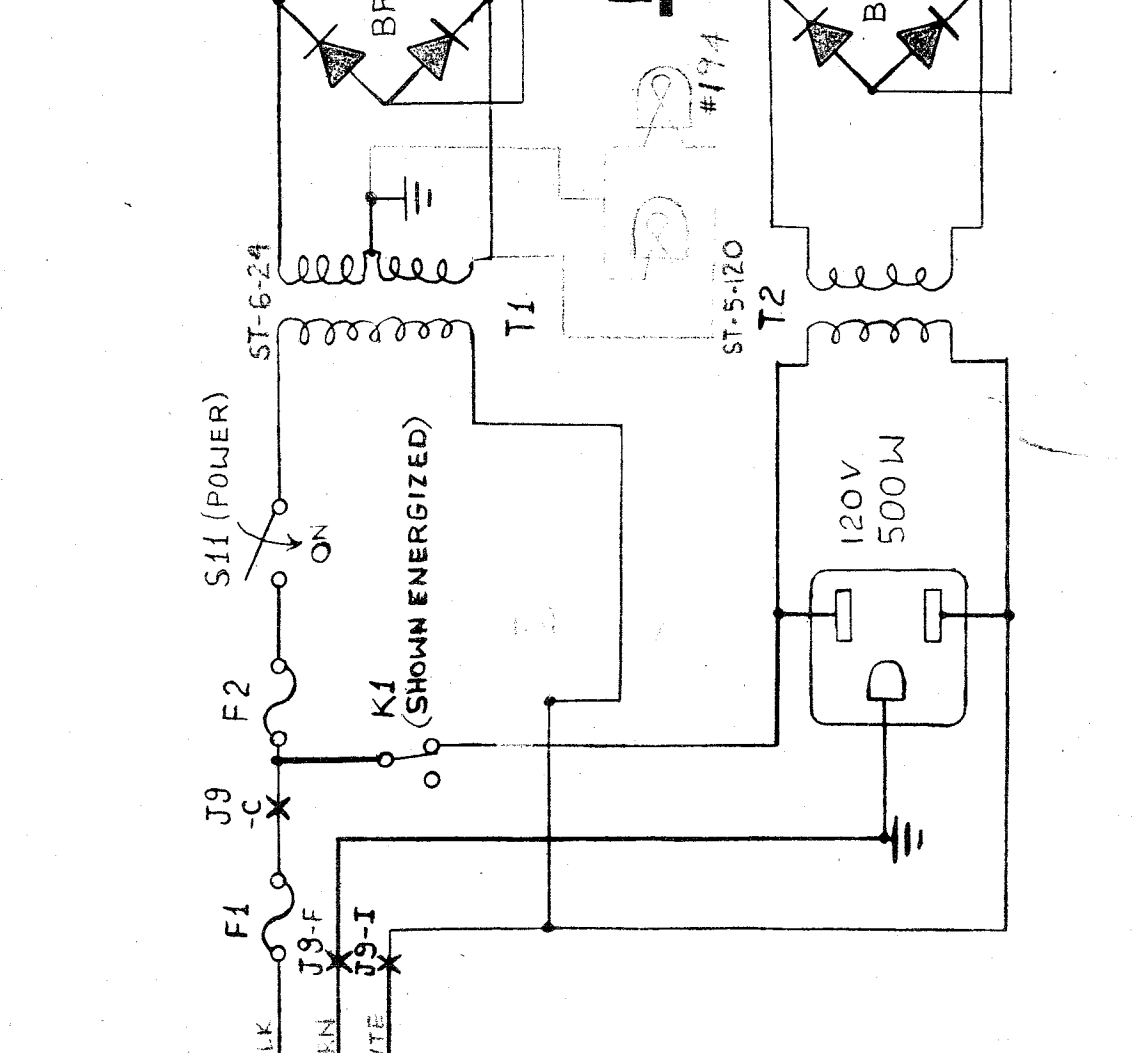 #194
ST-6-24
T1
ST-5-120
T2
S11 (POWER)
ON
120V
500W
K1
(SHOWN ENERGIZED)
F2
J9
-C
F1
J9-F
J9-I